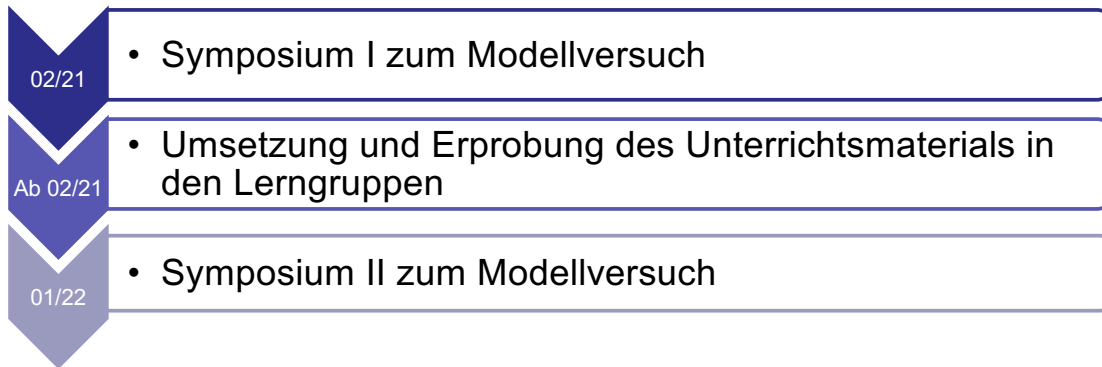 02/21
• Symposium I zum Modellversuch
Ab 02/21
• Umsetzung und Erprobung des Unterrichtsmaterials in
den Lerngruppen
01/22
• Symposium II zum Modellversuch